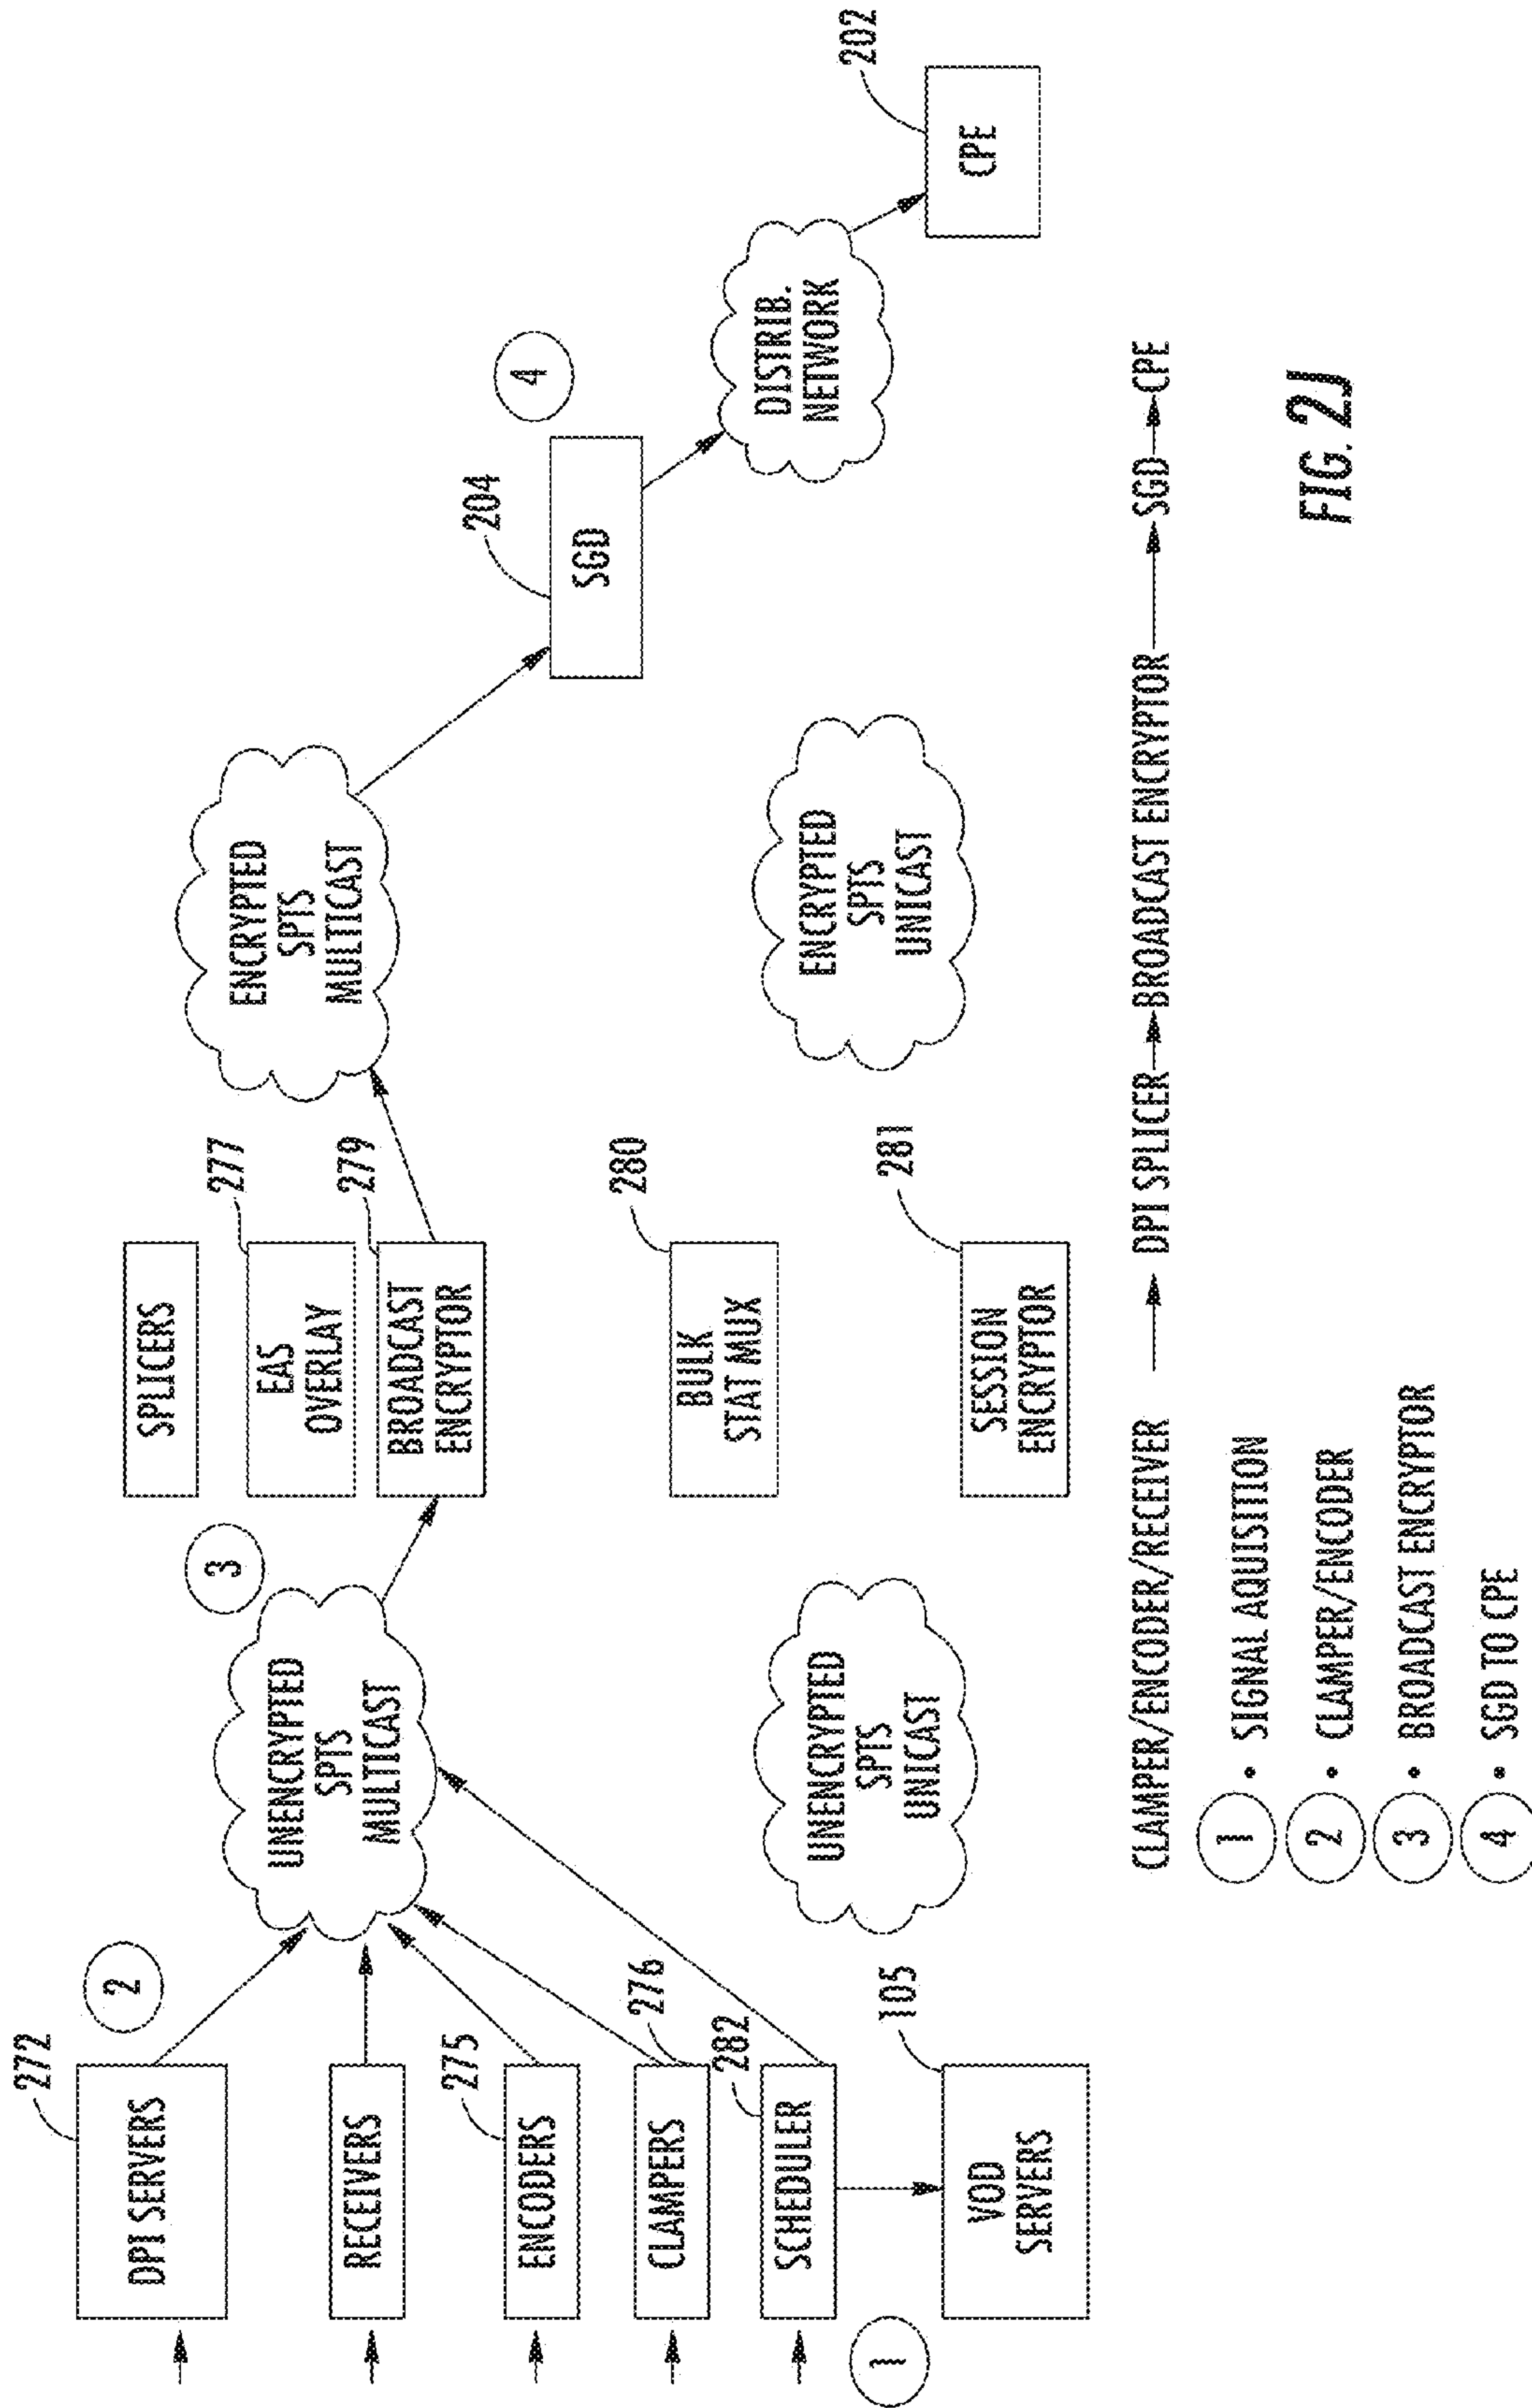 272
DPI SERVERS
2
RECEIVERS
275
ENCODERS
276
CLAMPERS
282
SCHEDULER
1
105
VOD
SERVERS
UNENCRYPTED
SPTS
MULTICAST
3
UNENCRYPTED
SPTS
UNICAST
SPLICERS
277
EAS
OVERLAY
279
BROADCAST
ENCRYPTOR
280
BULK
STAT MUX
281
SESSION
ENCRYPTOR
ENCRYPTED
SPTS
MULTICAST
ENCRYPTED
SPTS
UNICAST
204
SGD
4
DISTRIB.
NETWORK
202
CPE
CLAMPER/ENCODER/RECEIVER DPI SPLICER BROADCAST ENCRYPTOR SGD CPE
1 • SIGNAL AQUISITION
2 • CLAMPER/ENCODER
3 • BROADCAST ENCRYPTOR
4 • SGD TO CPE
FIG. 2J